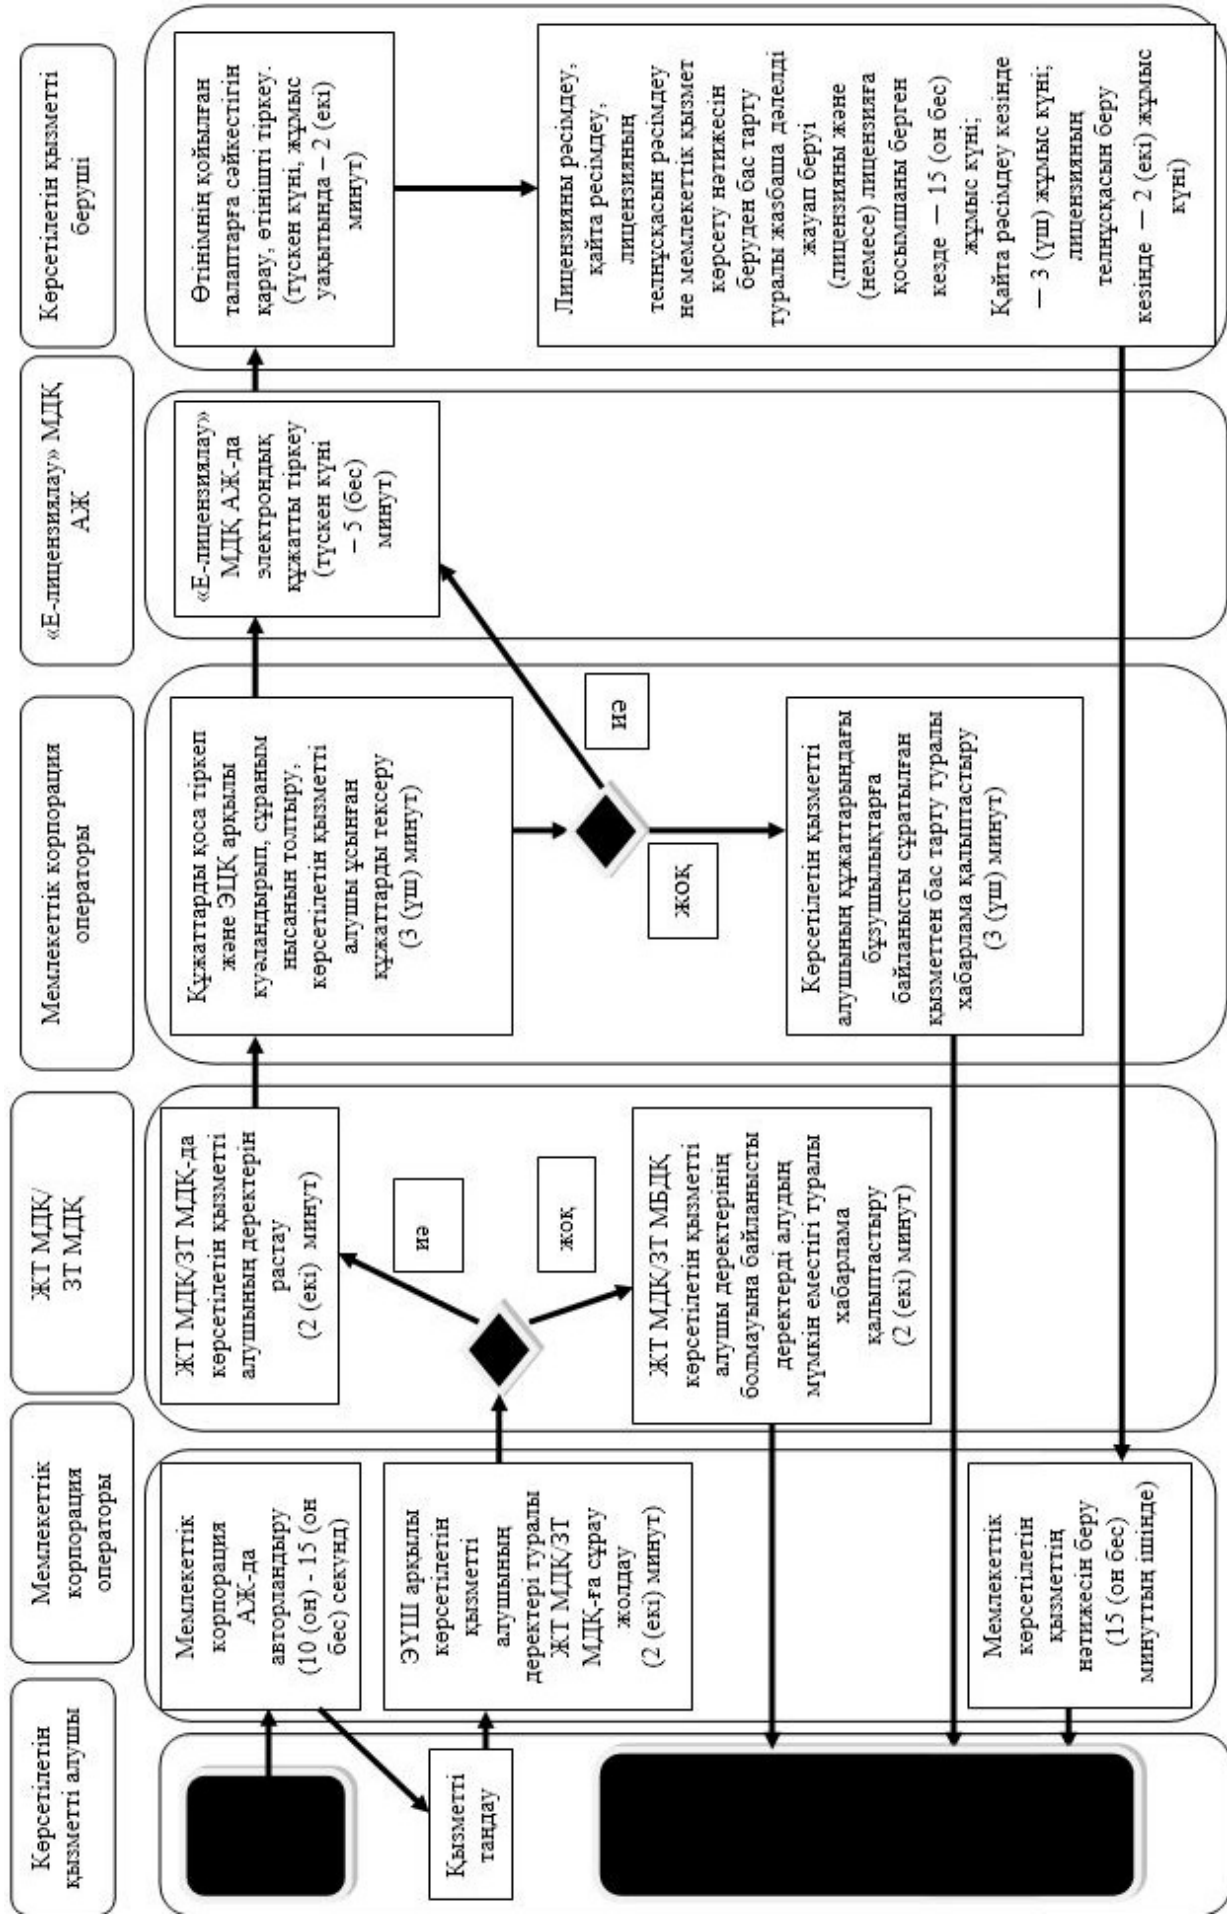 Көрсетілетін
қызметті алушы
Мемлекеттік
корпорация
операторы
ЖТ МДҚ/
ЗТ МДҚ
Мемлекеттік корпорация
операторы
«Е-лицензиялау» МДҚ
АЖ
Көрсетілетін қызметті
беруші
Мемлекеттік
корпорация
АЖ-да
авторландыру
(10 (он) - 15 (он
бес) секунд)
Қызметті
таңдау
ЭҮШ арқылы
көрсетілетін
қызметті
алушының
деректері туралы
ЖТ МДҚ/ЗТ
МДҚ-ға сұрау
жолдау
(2 (екі) минут)
ЖТ МДҚ/ЗТ МДҚ-да
көрсетілетін қызметті
алушының деректерін
растау
(2 (екі) минут)
иә
жоқ
ЖТ МДҚ/ЗТ МБДҚ
көрсетілетін қызметті
алушы деректерінің
болмауына байланысты
деректерді алудың
мүмкін еместігі туралы
хабарлама
қалыптастыру
(2 (екі) минут)
Құжаттарды қоса тіркеп
және ЭЦҚ арқылы
куәландырып, сұраным
нысанын толтыру,
көрсетілетін қызметті
алушы ұсынған
құжаттарды тексеру
(3 (үш) минут)
иә
жоқ
Көрсетілетін қызметті
алушының құжаттарындағы
бұзушылықтарға
байланысты сұратылған
қызметтен бас тарту туралы
хабарлама қалыптастыру
(3 (үш) минут)
«Е-лицензиялау»
МДҚ АЖ-да
электрондық
құжатты тіркеу
(түскен күні
– 5 (бес)
минут)
Өтінімнің қойылған
талаптарға сәйкестігін
қарау, өтінішті тіркеу.
(түскен күні, жұмыс
уақытында – 2 (екі)
минут)
Лицензияны рәсімдеу,
қайта ресімдеу,
лицензияның
телнұсқасын рәсімдеу
не мемлекеттік қызмет
көрсету нәтижесін
беруден бас тарту
туралы жазбаша дәлелді
жауап беруі
(лицензияны және
(немесе) лицензияға
қосымшаны берген
кезде — 15 (он бес)
жұмыс күні;
Қайта рәсімдеу кезінде
— 3 (үш) жұмыс күні;
лицензияның
телнұсқасын беру
кезінде — 2 (екі) жұмыс
күні)
Мемлекеттік
көрсетілетін
қызметтің
нәтижесін беру
(15 (он бес)
минуттың ішінде)